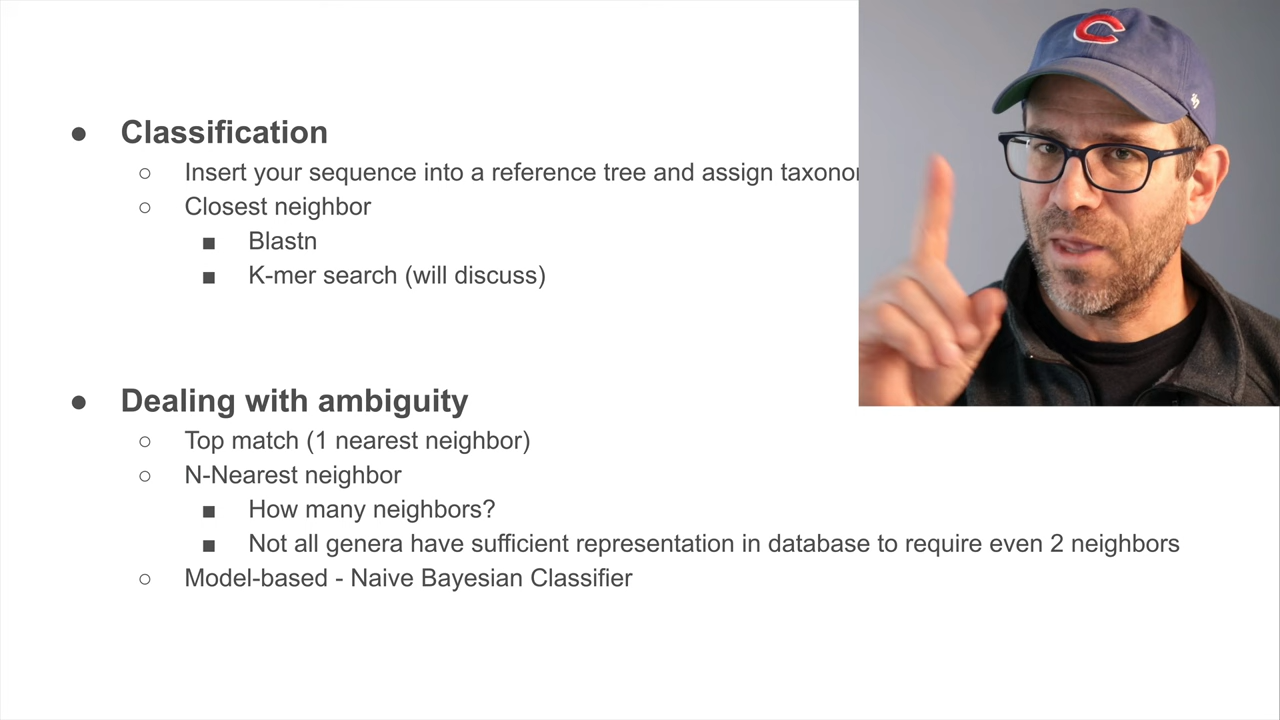 ● Classification
○ Insert your sequence into a reference tree and assign
○ Closest neighbor
■ Blastn
■ K-mer search (will discuss)
● Dealing with ambiguity
○ Top match (1 nearest neighbor)
○ N-Nearest neighbor
■ How many neighbors?
■ Not all genera have sufficient representation in database to require even 2 neighbors
○ Model-based - Naive Bayesian Classifier
C